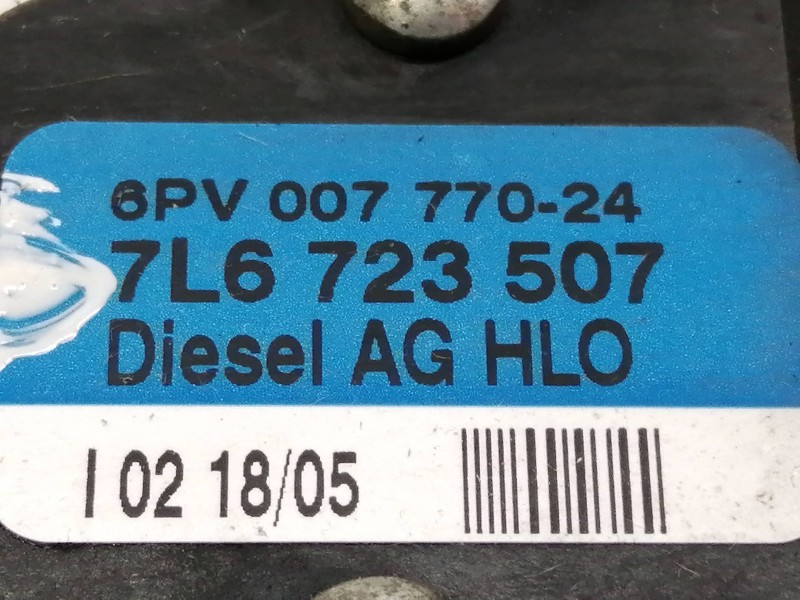 6PV 007 770-24
7L6 723 507
Diesel AG HLO
I 02 18/05